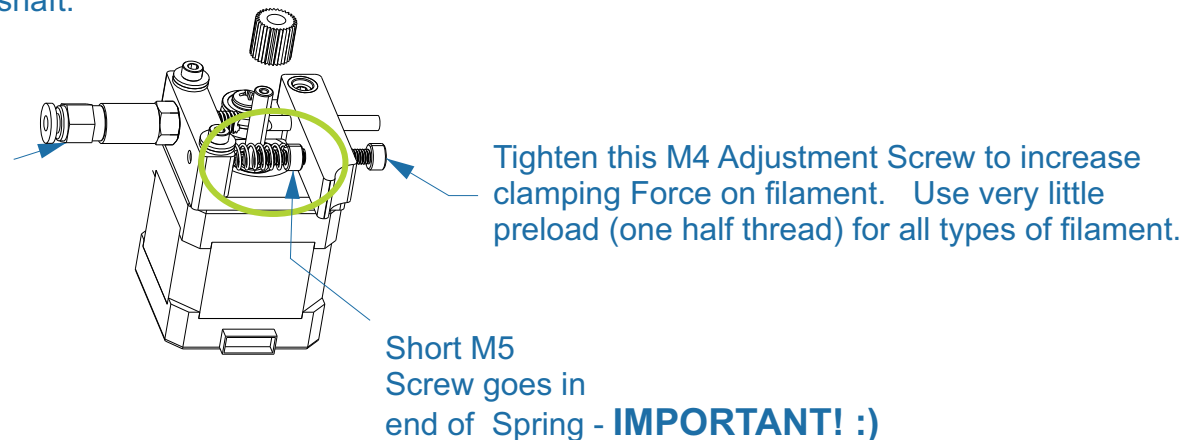 shaft.
Tighten this M4 Adjustment Screw to increase
clamping Force on filament.   Use very little
preload (one half thread) for all types of filament.
Short M5
Screw goes in
end of  Spring - IMPORTANT! :)